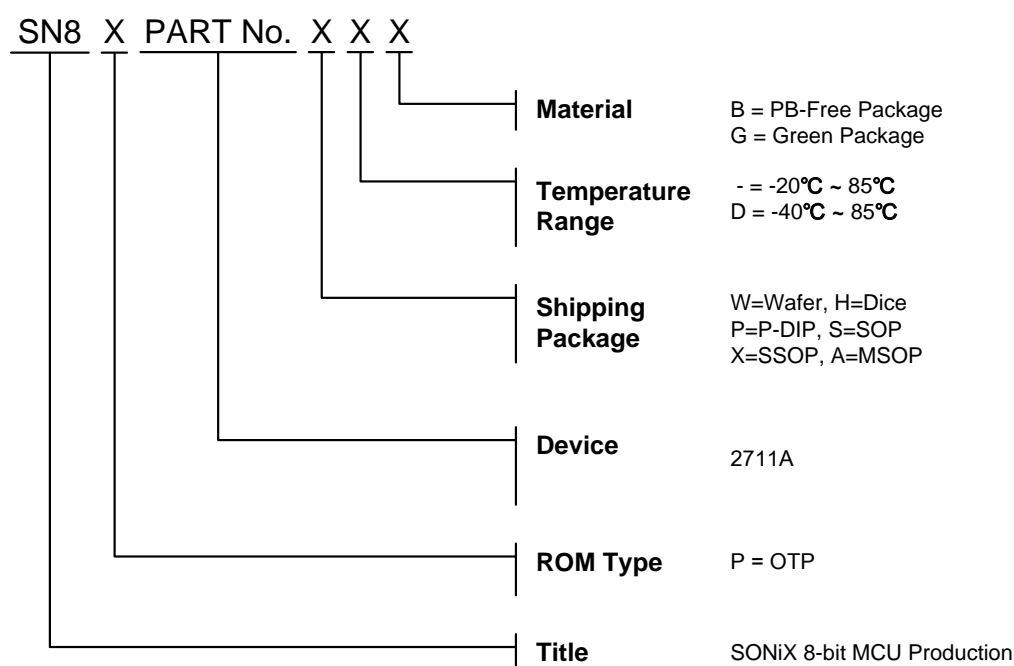 SN8 X PART No. X X X
Material
B = PB-Free Package
G = Green Package
Temperature
Range
- = -20℃ ~ 85℃
D = -40℃ ~ 85℃
Shipping
Package
W=Wafer, H=Dice
P=P-DIP, S=SOP
X=SSOP, A=MSOP
Device
2711A
ROM Type
P = OTP
Title
SONiX 8-bit MCU Production